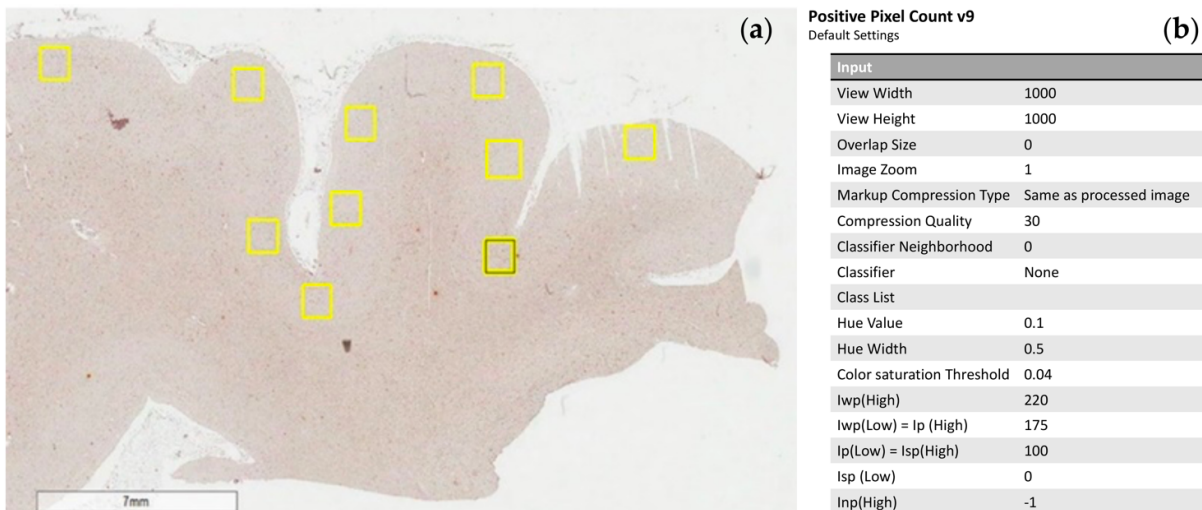 (a)
7mm
Positive Pixel Count v9
Default Settings
(b)
Input
View Width 1000
View Height 1000
Overlap Size 0
Image Zoom 1
Markup Compression Type Same as processed image
Compression Quality 30
Classifier Neighborhood 0
Classifier None
Class List
Hue Value 0.1
Hue Width 0.5
Color saturation Threshold 0.04
Iwp(High) 220
Iwp(Low) = Ip (High) 175
Ip(Low) = Isp(High) 100
Isp (Low) 0
Inp(High) -1